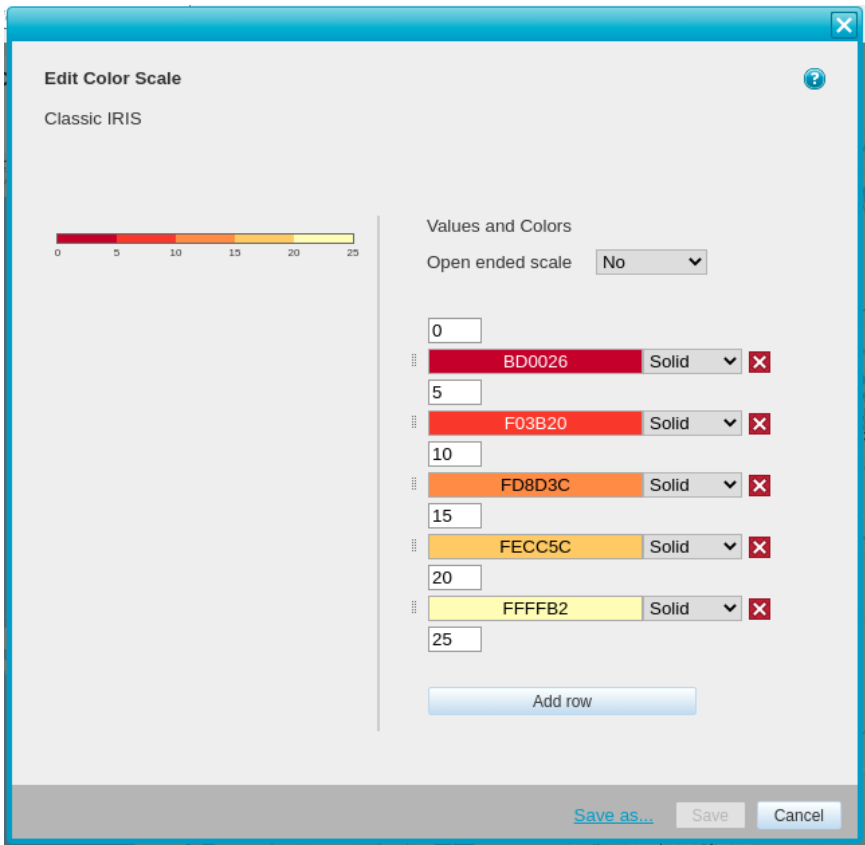 Edit Color Scale
Classic IRIS
0 5 10 15 20 25
Values and Colors
Open ended scale No
0
BD0026 Solid
5
F03B20 Solid
10
FD8D3C Solid
15
FECC5C Solid
20
FFFFB2 Solid
25
Add row
Save as... Save Cancel